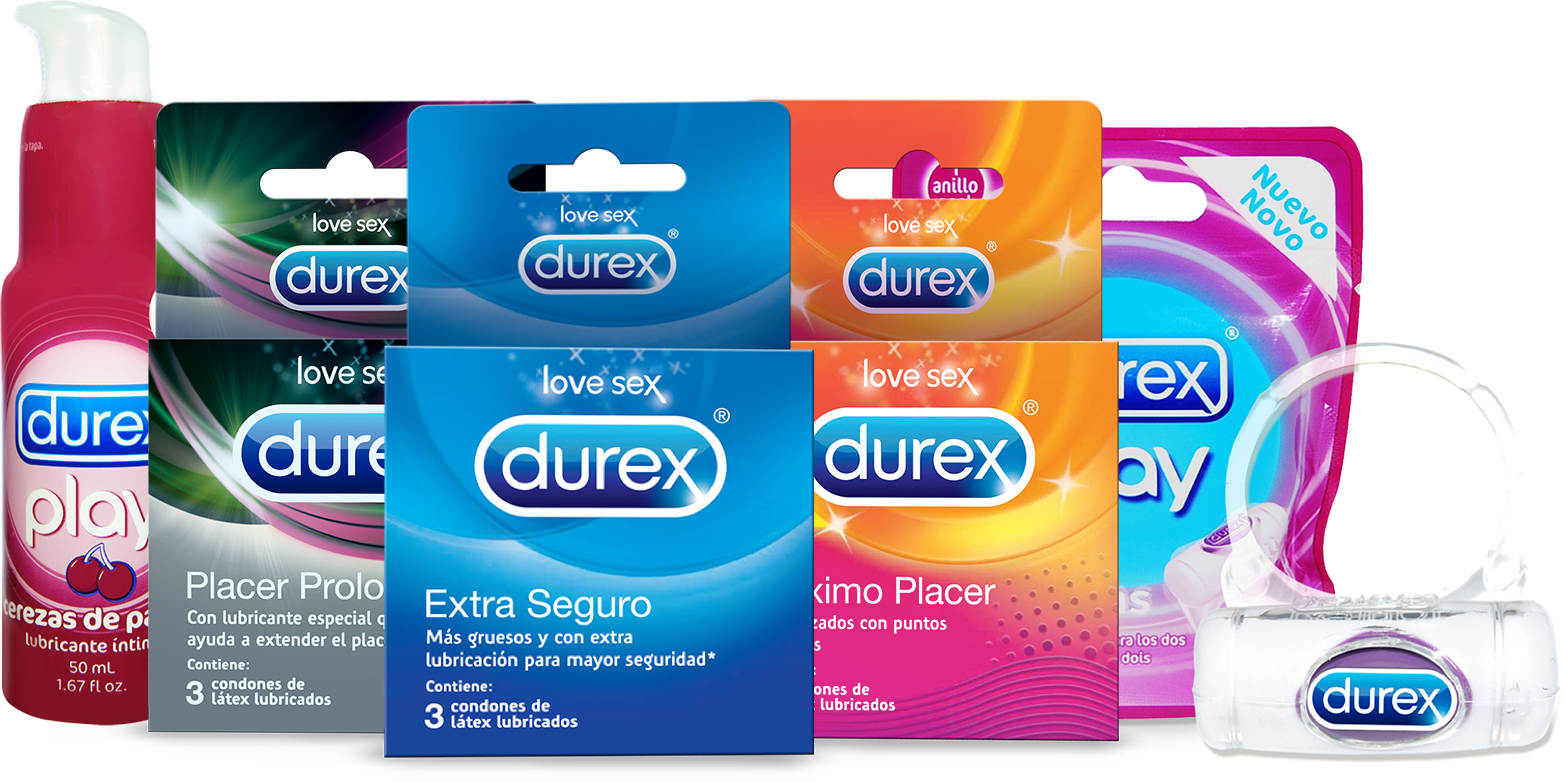 la tapa.
durex
play
cerezas de pa
lubricante íntim
50 mL
1.67 fl oz.
love sex
durex
love se
dure
Placer Prolo
Con lubricante especial q
ayuda a extender el plac
Contiene:
3 condones de
látex lubricados
love sex
durex®
love sex
durex®
Extra Seguro
Más gruesos y con extra
lubricación para mayor seguridad*
Contiene:
3 condones de
látex lubricados
anillo
love sex
durex®
love sex
durex®
ximo Placer
zados con puntos
s
ones de
lubricados
Nuevo
Novo
rex®
ay
as
ra los dos
dois
durex
durex